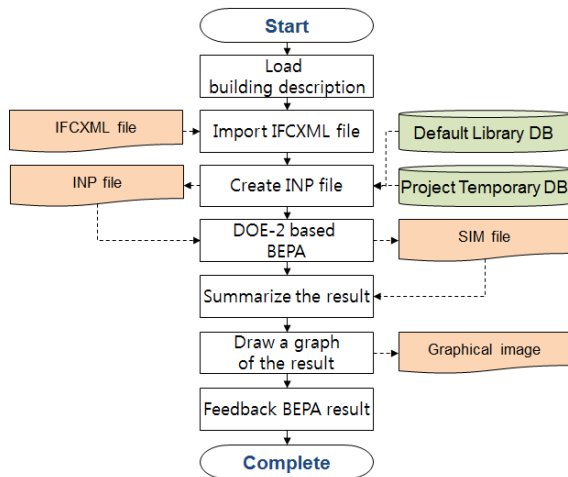 Start
Load
building description
IFCXML file
Import IFCXML file
Default Library DB
INP file
Create INP file
Project Temporary DB
DOE-2 based
BEPA
SIM file
Summarize the result
Draw a graph
of the result
Graphical image
Feedback BEPA result
Complete